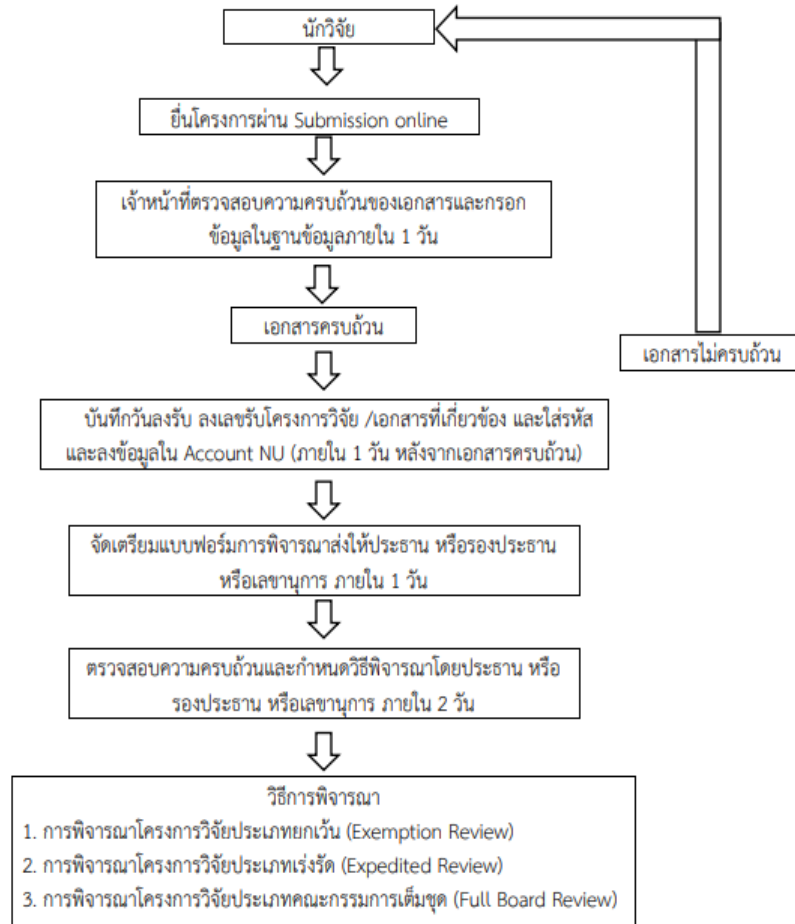 นักวิจัย
ยื่นโครงการผ่าน Submission online
เจ้าหน้าที่ตรวจสอบความครบถ้วนของเอกสารและกรอก
ข้อมูลในฐานข้อมูลภายใน 1 วัน
เอกสารครบถ้วน
เอกสารไม่ครบถ้วน
บันทึกวันลงรับ ลงเลขรับโครงการวิจัย /เอกสารที่เกี่ยวข้อง และใส่รหัส
และลงข้อมูลใน Account NU (ภายใน 1 วัน หลังจากเอกสารครบถ้วน)
จัดเตรียมแบบฟอร์มการพิจารณาส่งให้ประธาน หรือรองประธาน
หรือเลขานุการ ภายใน 1 วัน
ตรวจสอบความครบถ้วนและกำหนดวิธีพิจารณาโดยประธาน หรือ
รองประธาน หรือเลขานุการ ภายใน 2 วัน
วิธีการพิจารณา
1. การพิจารณาโครงการวิจัยประเภทยกเว้น (Exemption Review)
2. การพิจารณาโครงการวิจัยประเภทเร่งรัด (Expedited Review)
3. การพิจารณาโครงการวิจัยประเภทคณะกรรมการเต็มชุด (Full Board Review)